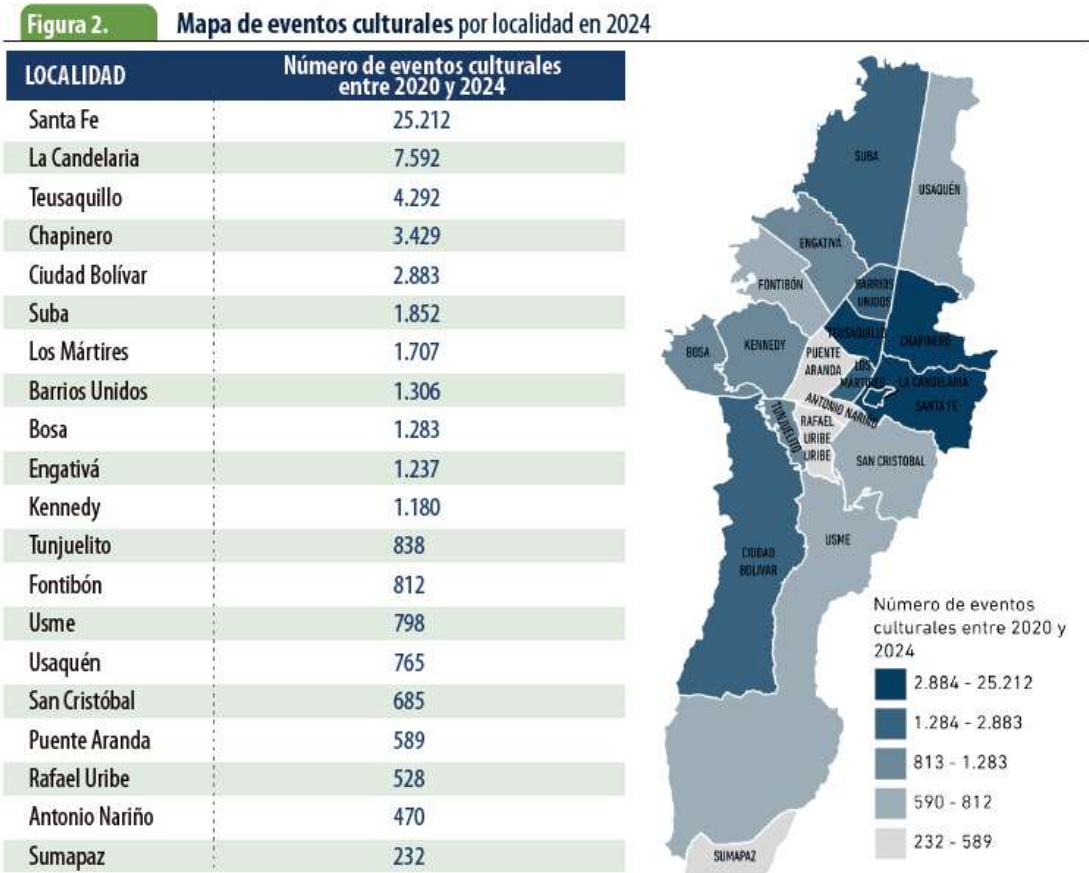 Figura 2. Mapa de eventos culturales por localidad en 2024
LOCALIDAD Número de eventos culturales
entre 2020 y 2024
Santa Fe 25.212
La Candelaria 7.592
Teusaquillo 4.292
Chapinero 3.429
Ciudad Bolívar 2.883
Suba 1.852
Los Mártires 1.707
Barrios Unidos 1.306
Bosa 1.283
Engativá 1.237
Kennedy 1.180
Tunjuelito 838
Fontibón 812
Usme 798
Usaquén 765
San Cristóbal 685
Puente Aranda 589
Rafael Uribe 528
Antonio Nariño 470
Sumapaz 232
SUBA
USAQUÉN
ENGATIVÁ
FONTIBÓN
BARRIOS
UNIDOS
TEUSAQUILLO
CHAPINERO
BOSA
KENNEDY
PUENTE
ARANDA
LOS
MÁRTIRES
LA CANDELARIA
SANTA FE
ANTONIO NARIÑO
TUNJUELITO
RAFAEL
URIBE
URIBE
SAN CRISTOBAL
USME
CIUDAD
BOLIVAR
SUMAPAZ
Número de eventos
culturales entre 2020 y
2024
2.884 - 25.212
1.284 - 2.883
813 - 1.283
590 - 812
232 - 589